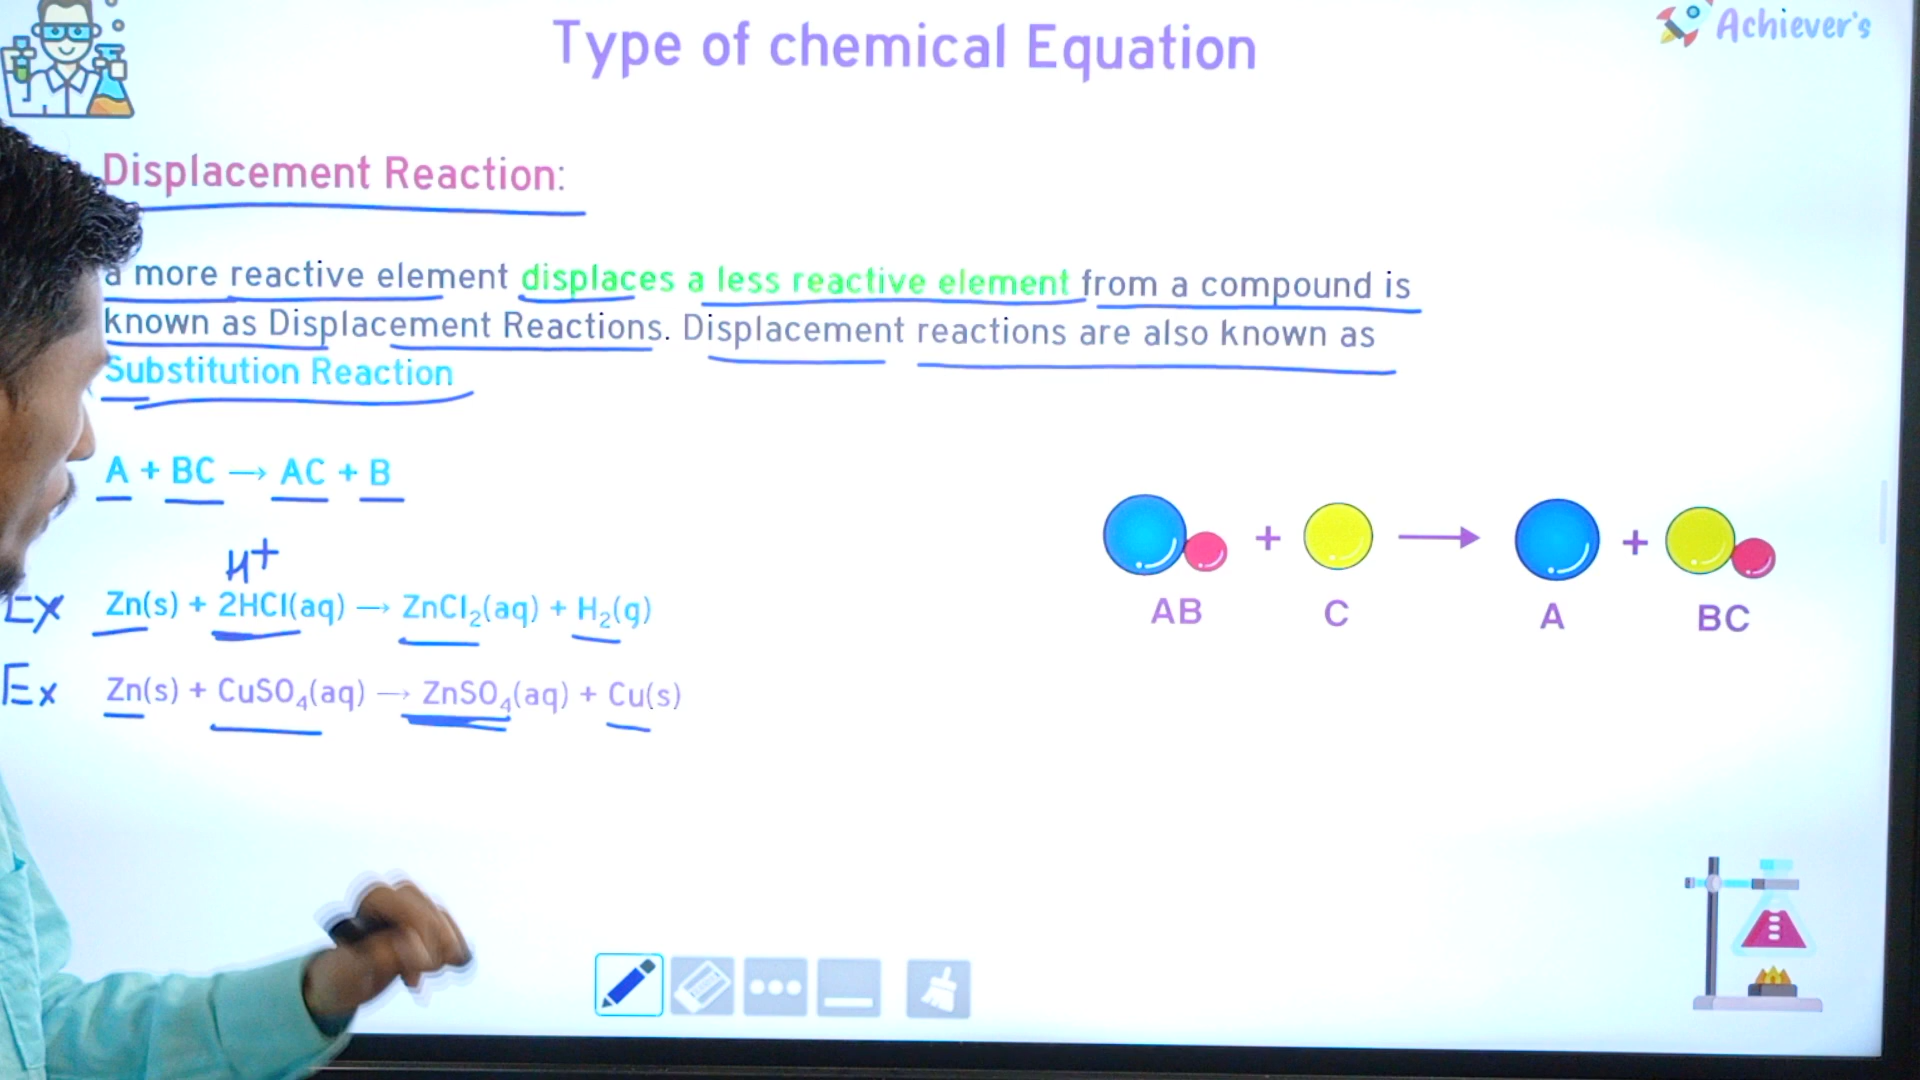 Type of chemical Equation
Achiever's
Displacement Reaction:
a more reactive element displaces a less reactive element from a compound is
known as Displacement Reactions. Displacement reactions are also known as
Substitution Reaction
A + BC → AC + B
H+
Ex Zn(s) + 2HCl(aq) → ZnCl₂(aq) + H₂(g)
Ex Zn(s) + CuSO₄(aq) → ZnSO₄(aq) + Cu(s)
+ → +
AB C A BC